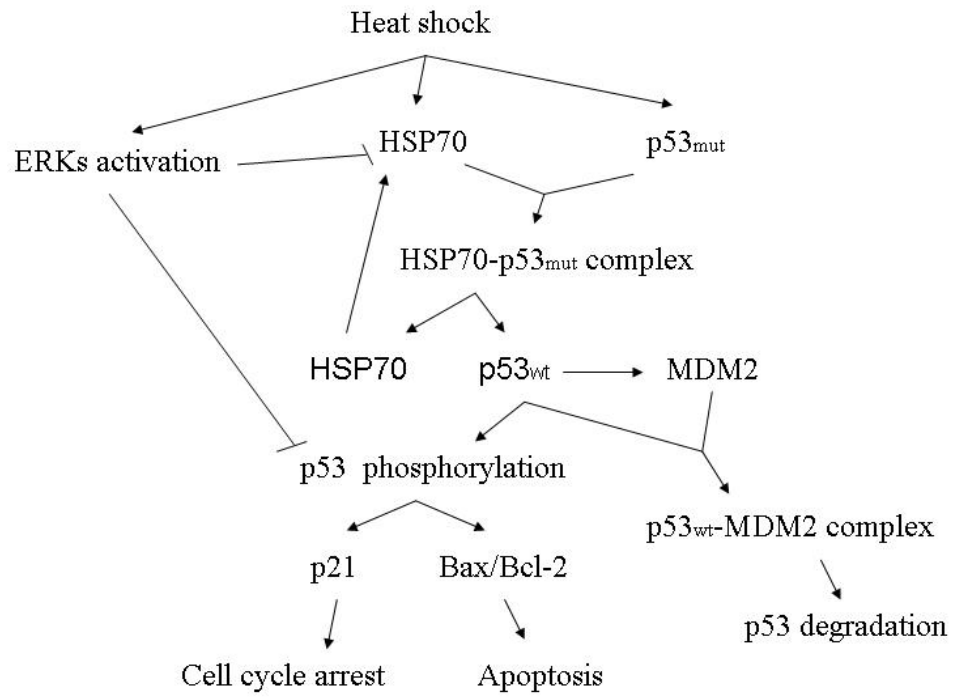 Heat shock
HSP70
p53mut
ERKs activation
HSP70-p53mut complex
HSP70
p53wt
MDM2
p53 phosphorylation
p53wt-MDM2 complex
p21
Bax/Bcl-2
p53 degradation
Cell cycle arrest
Apoptosis